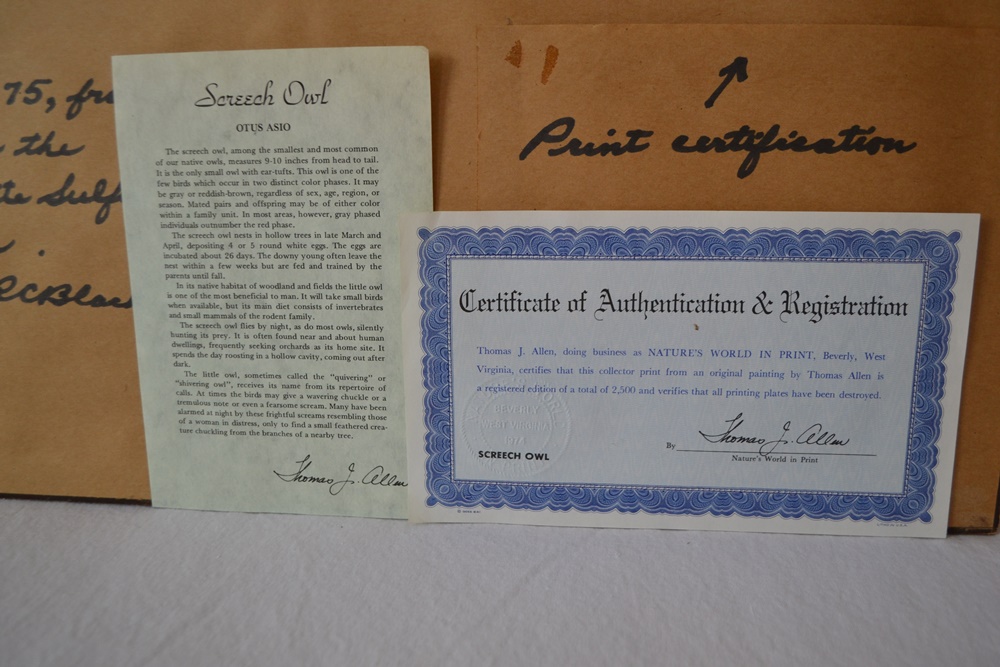 75,
the
Screech Owl
OTUS ASIO
The screech owl, among the smallest and most common
of our native owls, measures 9-10 inches from head to tail.
It is the only small owl with ear-tufts. This owl is one of the
few birds which occur in two distinct color phases. It may
be gray or reddish-brown, regardless of sex, age, region, or
season. Mated pairs and offspring may be of either color
within a family unit. In most areas, however, gray phased
individuals outnumber the red phase.
The screech owl nests in hollow trees in late March and
April, depositing 4 or 5 round white eggs. The eggs are
incubated about 26 days. The downy young often leave the
nest within a few weeks but are fed and trained by the
parents until fall.
In its native habitat of woodland and fields the little owl
is one of the most beneficial to man. It will take small birds
when available, but its main diet consists of invertebrates
and small mammals of the rodent family.
The screech owl flies by night, as do most owls, silently
hunting its prey. It is often found near and about human
dwellings, frequently seeking orchards as its home site. It
spends the day roosting in a hollow cavity, coming out after
dark.
The little owl, sometimes called the "quivering" or
"shivering owl", receives its name from its repertoire of
calls. At times the birds may give a wavering chuckle or a
tremulous note or even a fearsome scream. Many have been
alarmed at night by these frightful screams resembling those
of a woman in distress, only to find a small feathered crea-
ture chuckling from the branches of a nearby tree.
Thomas J. Allen
Print certification
Certificate of Authentication & Registration
Thomas J. Allen, doing business as NATURE'S WORLD IN PRINT, Beverly, West
Virginia, certifies that this collector print from an original painting by Thomas Allen is
a registered edition of a total of 2,500 and verifies that all printing plates have been destroyed.
BEVERLY
WEST VIRGINIA
1974
SCREECH OWL
By Thomas J. Allen
Nature's World in Print